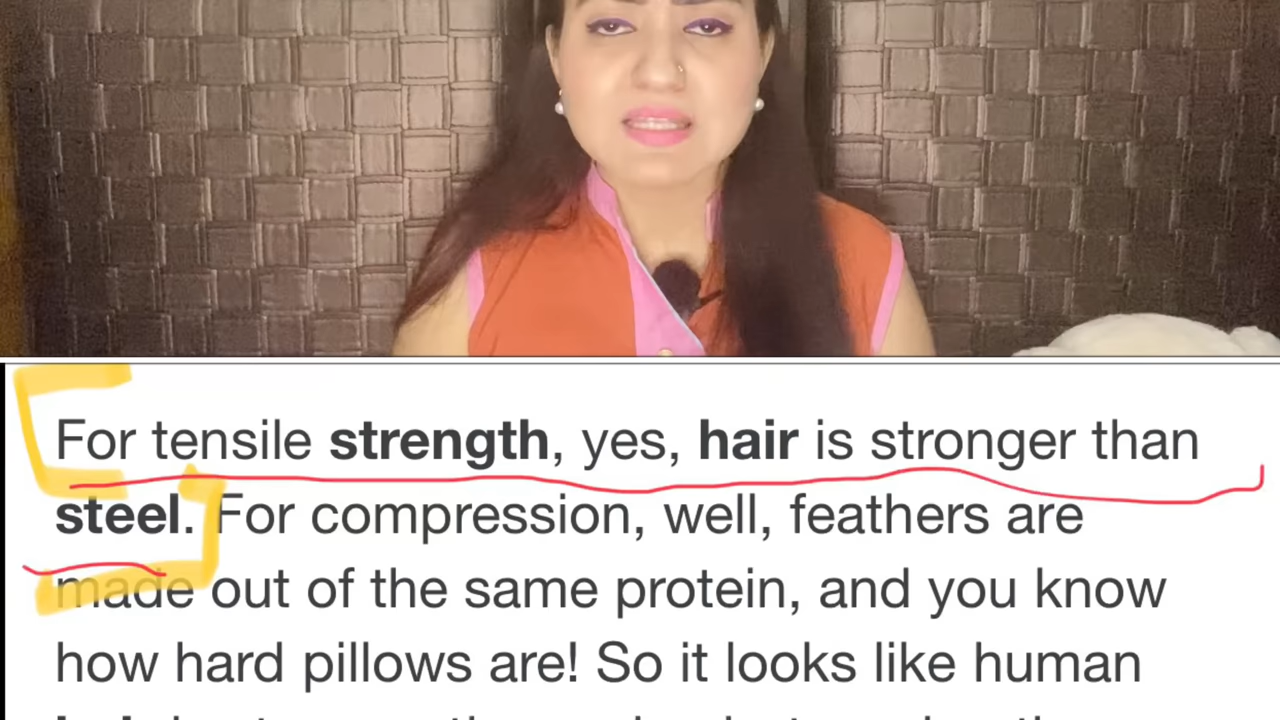 For tensile strength, yes, hair is stronger than
steel. For compression, well, feathers are
made out of the same protein, and you know
how hard pillows are! So it looks like human